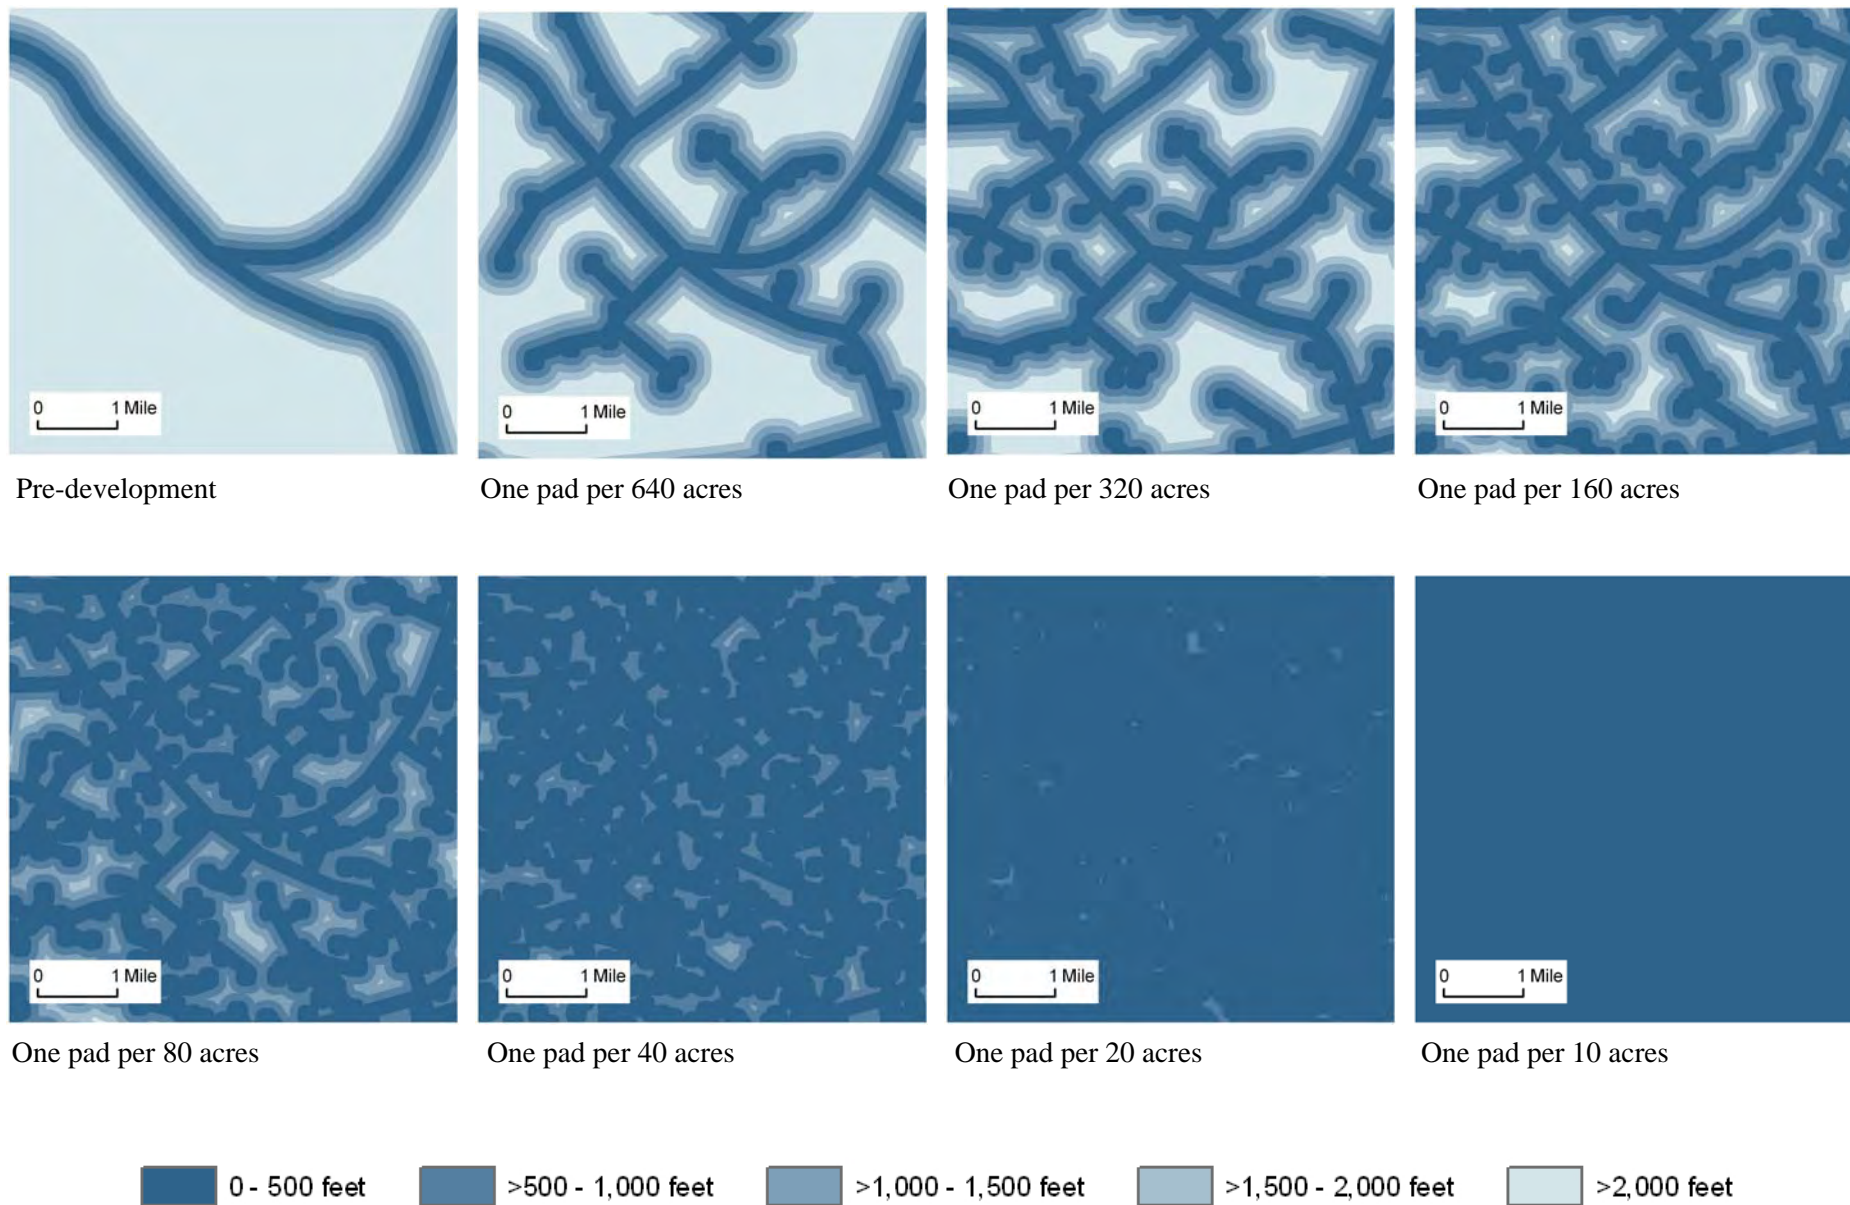 0 1 Mile
0 1 Mile
0 1 Mile
0 1 Mile
Pre-development
One pad per 640 acres
One pad per 320 acres
One pad per 160 acres
0 1 Mile
0 1 Mile
0 1 Mile
0 1 Mile
One pad per 80 acres
One pad per 40 acres
One pad per 20 acres
One pad per 10 acres
0 - 500 feet
>500 - 1,000 feet
>1,000 - 1,500 feet
>1,500 - 2,000 feet
>2,000 feet